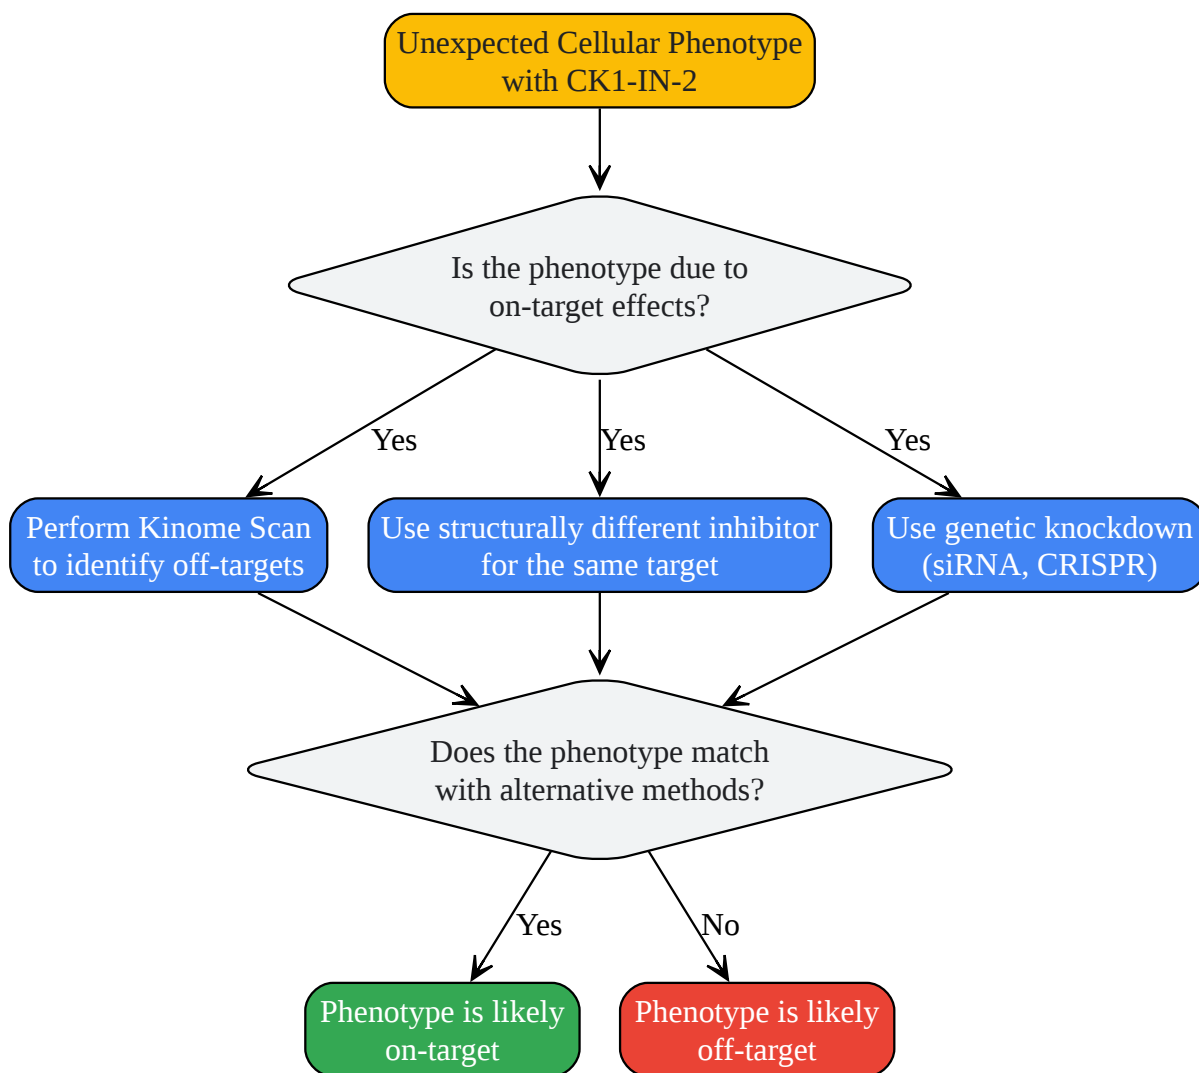 Unexpected Cellular Phenotype
with CK1-IN-2
Is the phenotype due to
on-target effects?
Yes
Yes
Yes
Perform Kinome Scan
to identify off-targets
Use structurally different inhibitor
for the same target
Use genetic knockdown
(siRNA, CRISPR)
Does the phenotype match
with alternative methods?
Yes
No
Phenotype is likely
on-target
Phenotype is likely
off-target